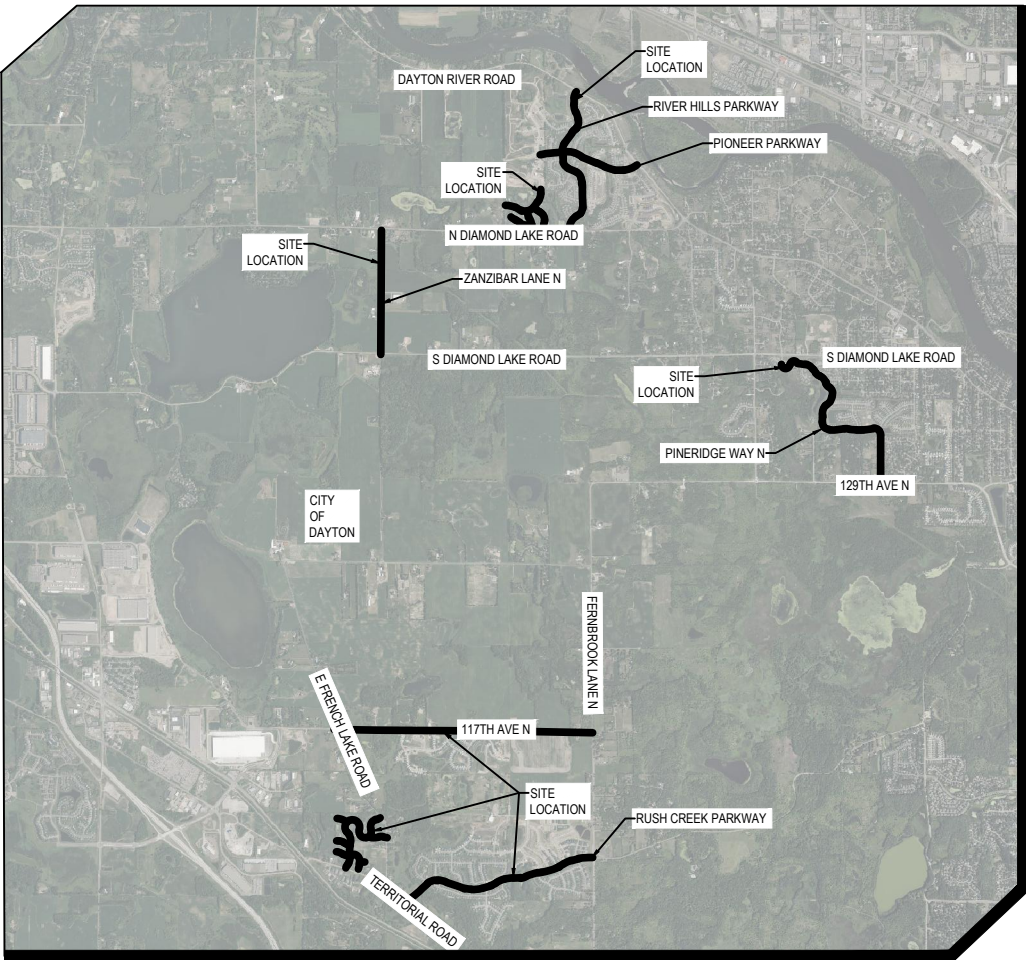 SITE
LOCATION
DAYTON RIVER ROAD
RIVER HILLS PARKWAY
PIONEER PARKWAY
SITE
LOCATION
N DIAMOND LAKE ROAD
SITE
LOCATION
ZANZIBAR LANE N
S DIAMOND LAKE ROAD
S DIAMOND LAKE ROAD
SITE
LOCATION
PINERIDGE WAY N
129TH AVE N
CITY
OF
DAYTON
FERNBROOK LANE N
E FRENCH LAKE ROAD
117TH AVE N
SITE
LOCATION
RUSH CREEK PARKWAY
TERRITORIAL ROAD